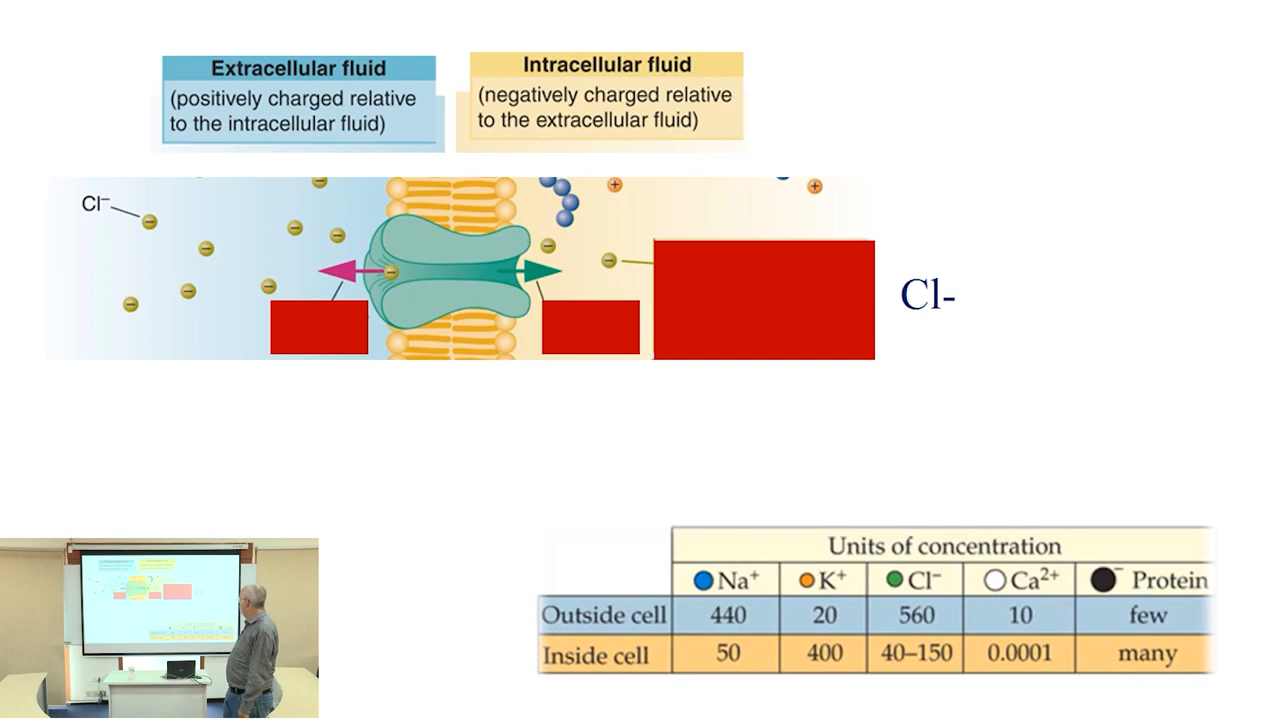 Extracellular fluid
(positively charged relative
to the intracellular fluid)
Intracellular fluid
(negatively charged relative
to the extracellular fluid)
Cl⁻
Cl-
Units of concentration
Na⁺ K⁺ Cl⁻ Ca²⁺ ⁻ Protein
Outside cell 440 20 560 10 few
Inside cell 50 400 40–150 0.0001 many